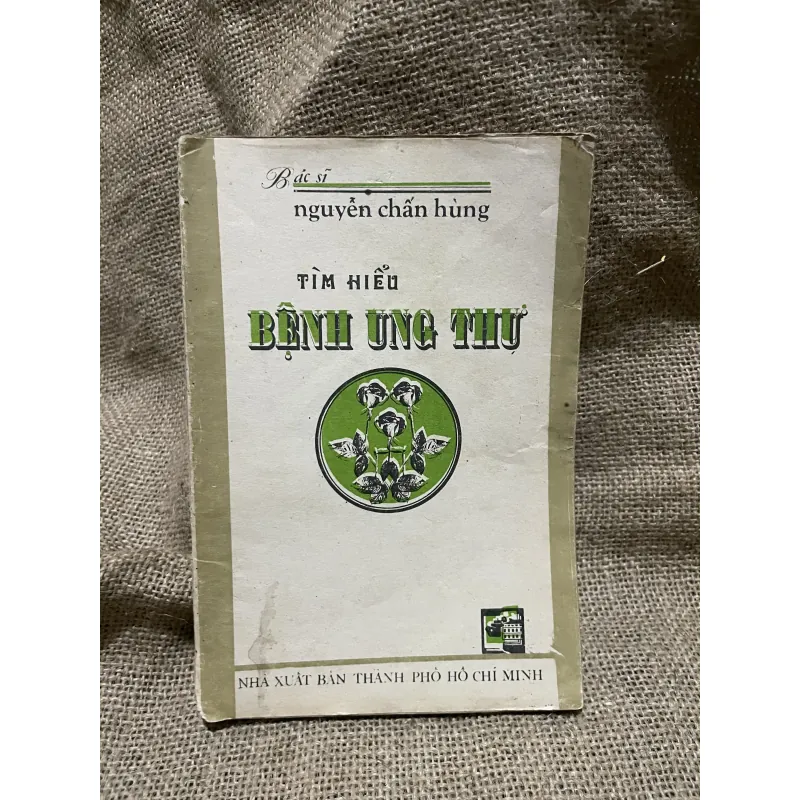 Bác sĩ
nguyễn chấn hùng
TÌM HIỂU
BỆNH UNG THƯ
NHÀ XUẤT BẢN THÀNH PHỐ HỒ CHÍ MINH